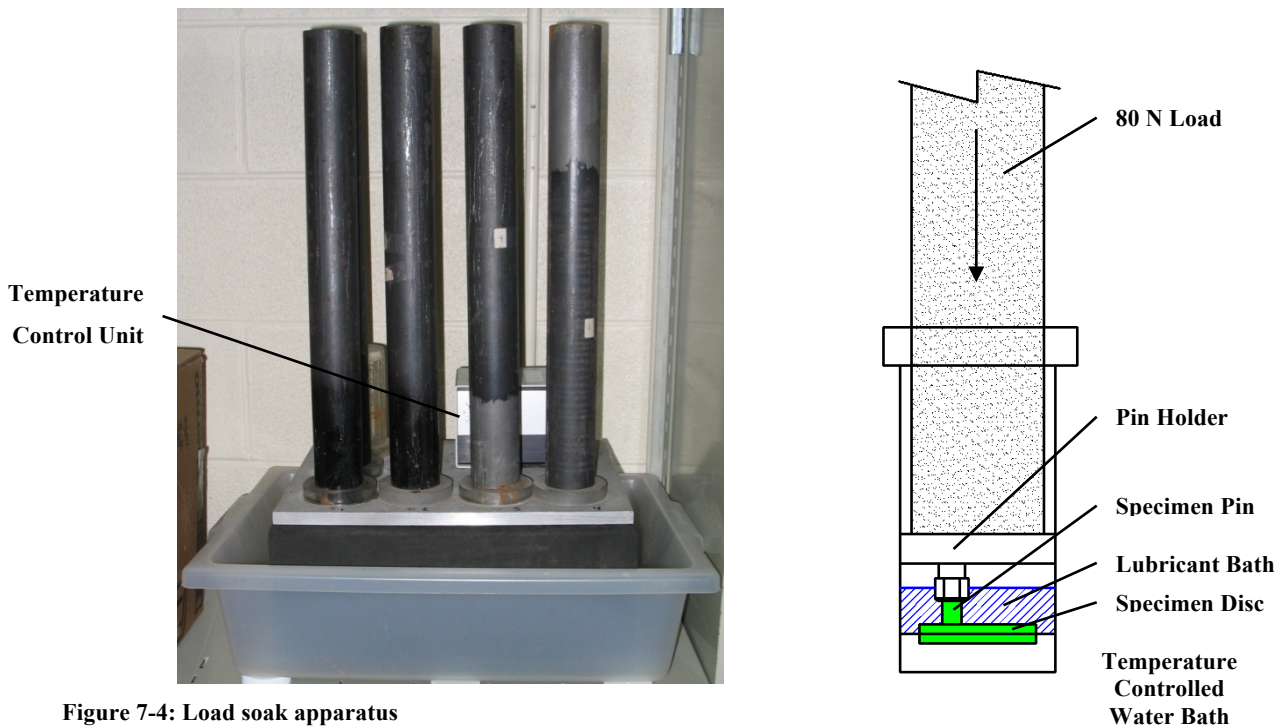 Temperature
Control Unit
80 N Load
Pin Holder
Specimen Pin
Lubricant Bath
Specimen Disc
Temperature
Controlled
Water Bath
Figure 7-4: Load soak apparatus